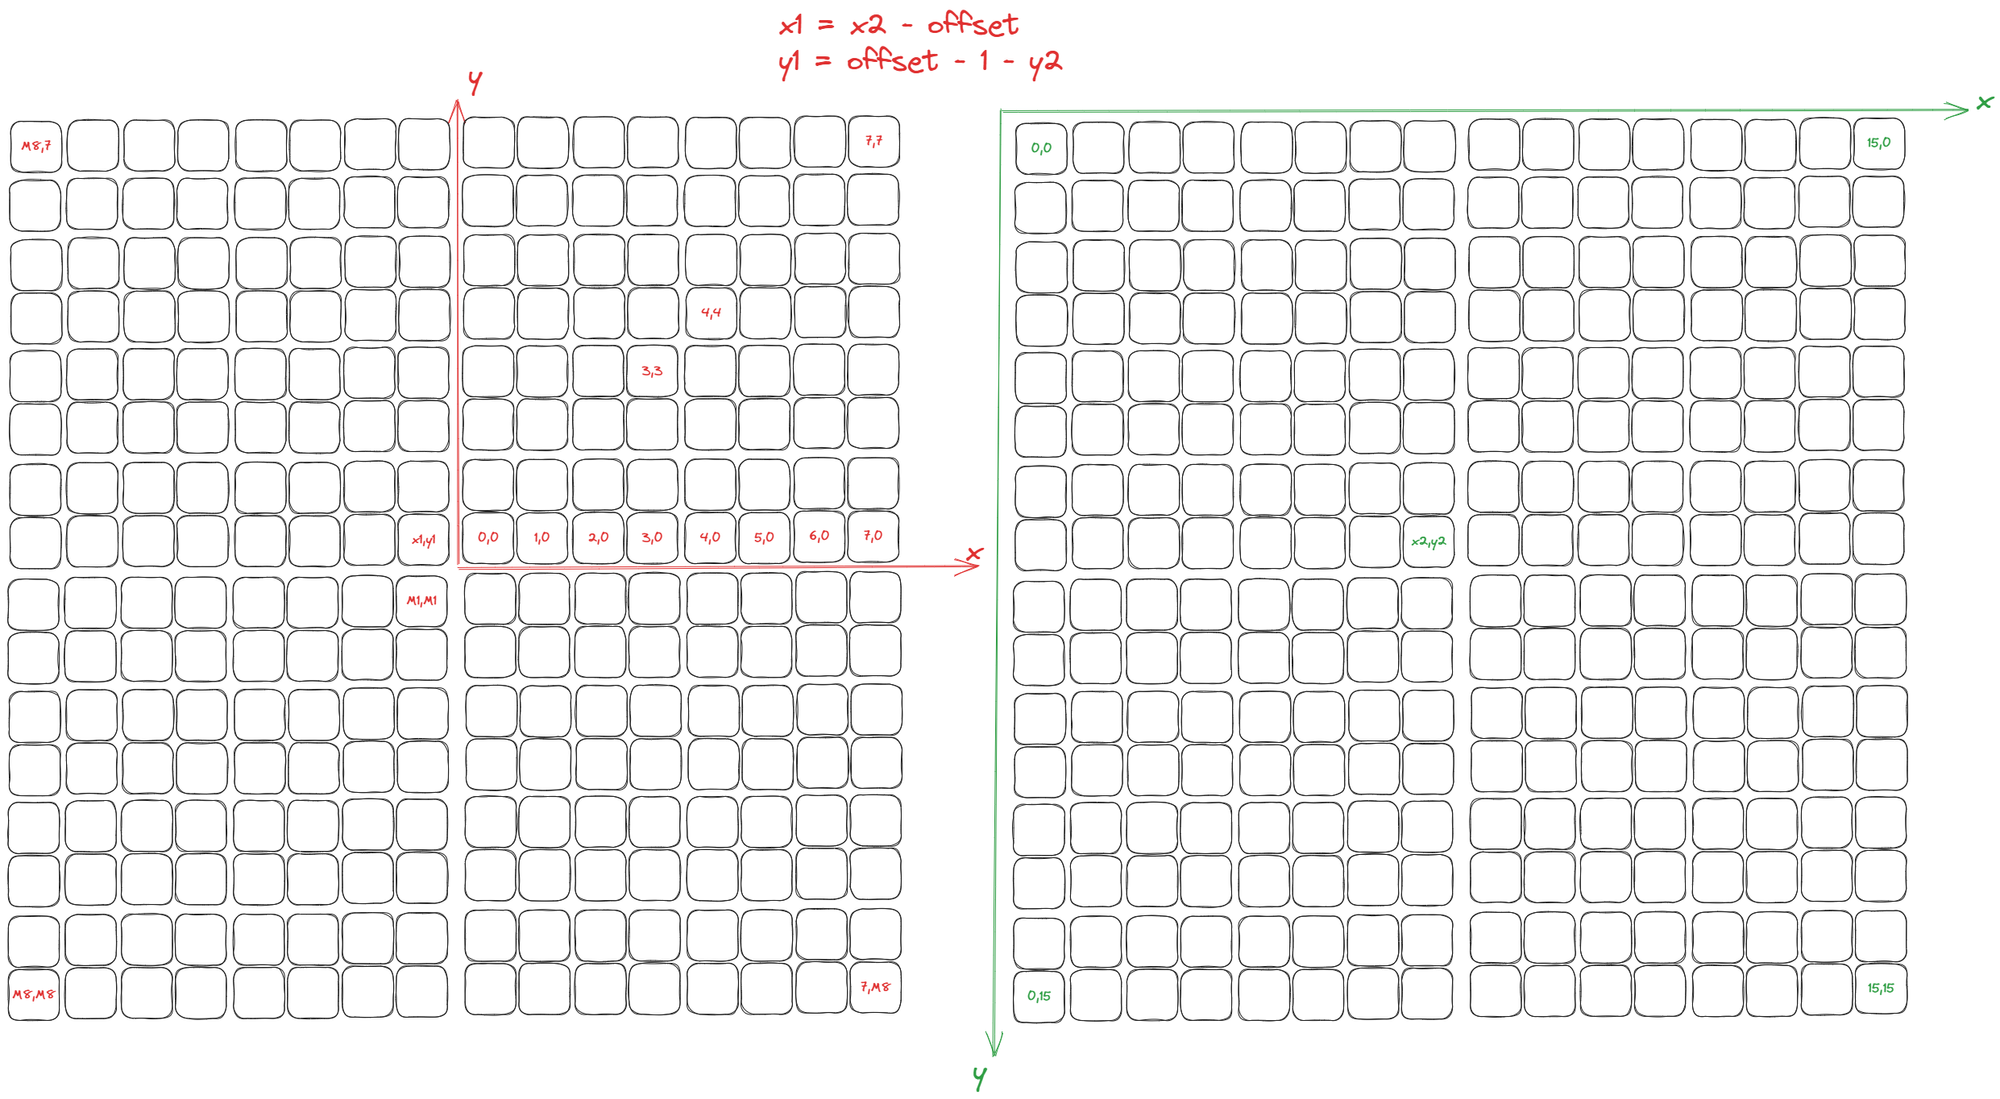 x1 = x2 - offset
y1 = offset - 1 - y2
y
x
M8,7
7,7
0,0
15,0
4,4
3,3
x1,y1
0,0
1,0
2,0
3,0
4,0
5,0
6,0
7,0
x
x2,y2
M1,M1
M8,M8
7,M8
0,15
15,15
y